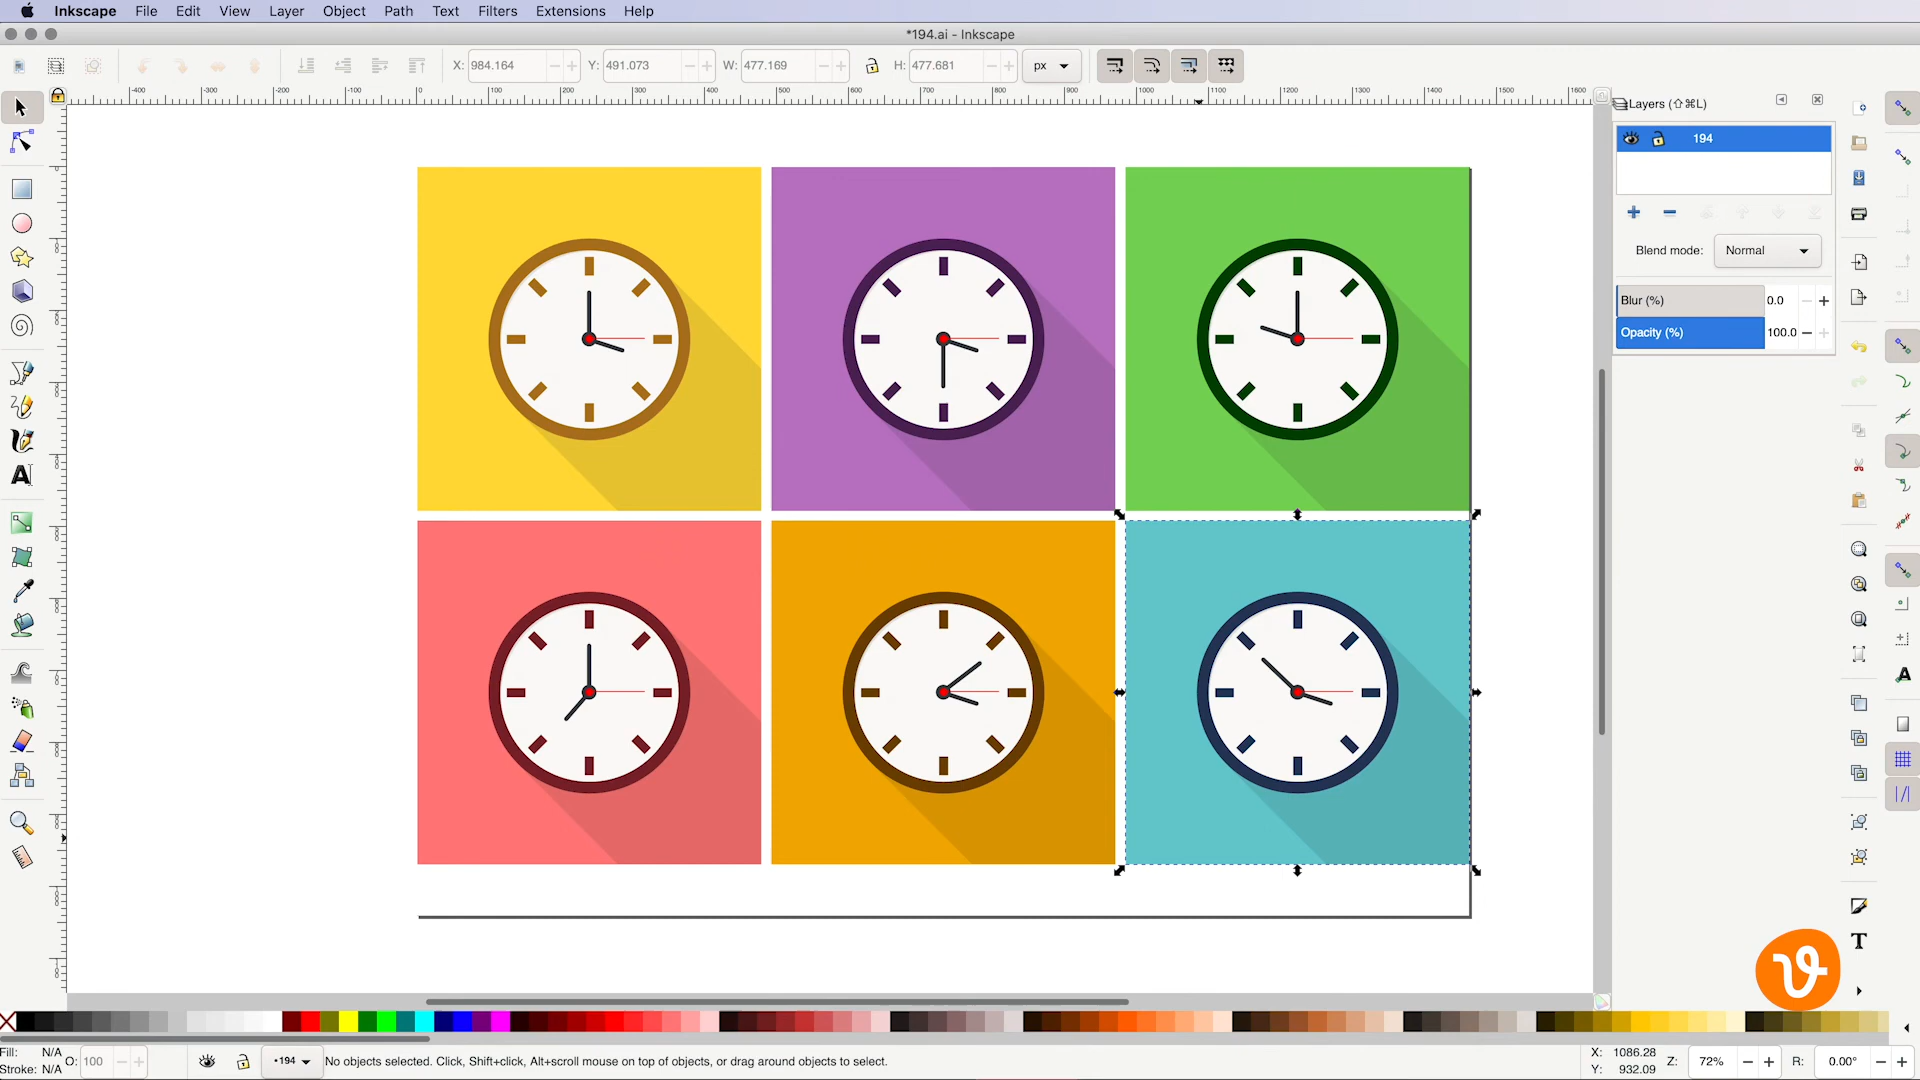 Inkscape File Edit View Layer Object Path Text Filters Extensions Help
*194.ai - Inkscape
X: 984.164 Y: 491.073 W: 477.169 H: 477.681 px
Layers (⇧⌘L)
194
Blend mode: Normal
Blur (%) 0.0
Opacity (%) 100.0
Fill: N/A O: 100
Stroke: N/A
•194 No objects selected. Click, Shift+click, Alt+scroll mouse on top of objects, or drag around objects to select.
X: 1086.28
Y: 932.09
Z: 72% R: 0.00°